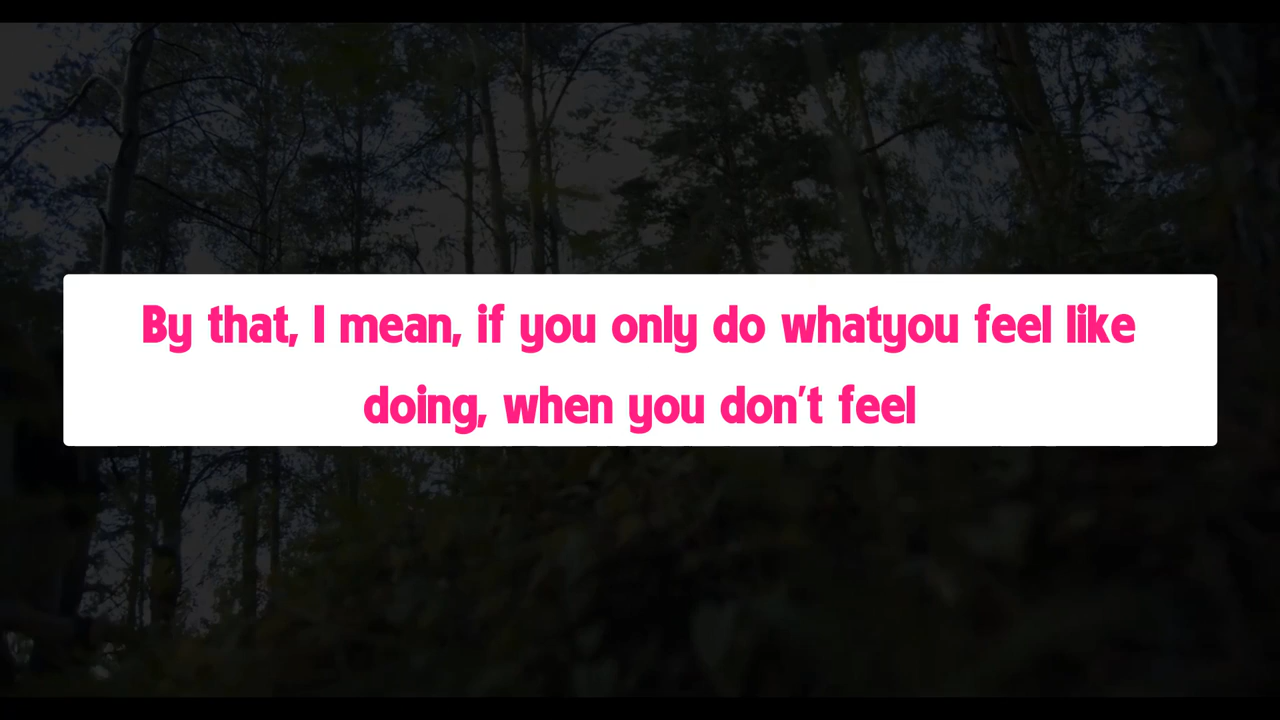 By that, I mean, if you only do whatyou feel like
doing, when you don't feel